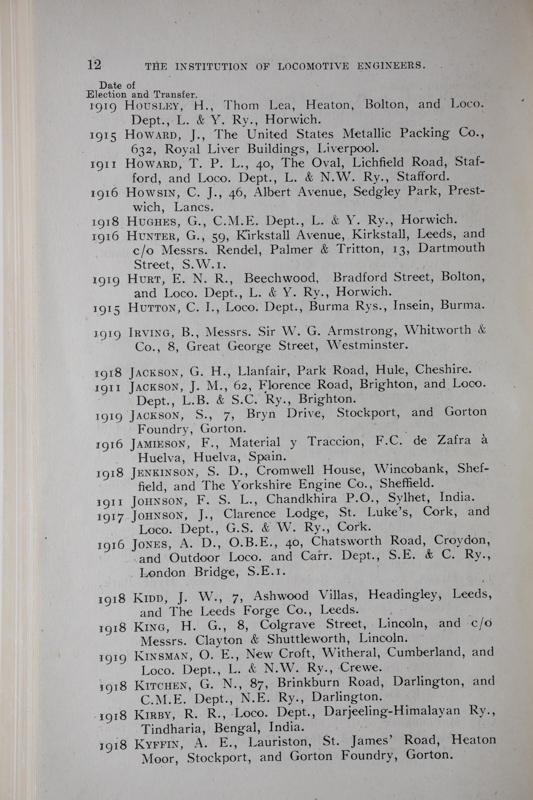 12 THE INSTITUTION OF LOCOMOTIVE ENGINEERS.
Date of
Election and Transfer.
1919 HOUSLEY, H., Thom Lea, Heaton, Bolton, and Loco.
Dept., L. & Y. Ry., Horwich.
1915 HOWARD, J., The United States Metallic Packing Co.,
632, Royal Liver Buildings, Liverpool.
1911 HOWARD, T. P. L., 40, The Oval, Lichfield Road, Staf-
ford, and Loco. Dept., L. & N.W. Ry., Stafford.
1916 HOWSIN, C. J., 46, Albert Avenue, Sedgley Park, Prest-
wich, Lancs.
1918 HUGHES, G., C.M.E. Dept., L. & Y. Ry., Horwich.
1916 HUNTER, G., 59, Kirkstall Avenue, Kirkstall, Leeds, and
c/o Messrs. Rendel, Palmer & Tritton, 13, Dartmouth
Street, S.W.1.
1919 HURT, E. N. R., Beechwood, Bradford Street, Bolton,
and Loco. Dept., L. & Y. Ry., Horwich.
1915 HUTTON, C. I., Loco. Dept., Burma Rys., Insein, Burma.
1919 IRVING, B., Messrs. Sir W. G. Armstrong, Whitworth &
Co., 8, Great George Street, Westminster.
1918 JACKSON, G. H., Llanfair, Park Road, Hule, Cheshire.
1911 JACKSON, J. M., 62, Florence Road, Brighton, and Loco.
Dept., L.B. & S.C. Ry., Brighton.
1919 JACKSON, S., 7, Bryn Drive, Stockport, and Gorton
Foundry, Gorton.
1916 JAMIESON, F., Material y Traccion, F.C. de Zafra à
Huelva, Huelva, Spain.
1918 JENKINSON, S. D., Cromwell House, Wincobank, Shef-
field, and The Yorkshire Engine Co., Sheffield.
1911 JOHNSON, F. S. L., Chandkhira P.O., Sylhet, India.
1917 JOHNSON, J., Clarence Lodge, St. Luke's, Cork, and
Loco. Dept., G.S. & W. Ry., Cork.
1916 JONES, A. D., O.B.E., 40, Chatsworth Road, Croydon,
and Outdoor Loco. and Carr. Dept., S.E. & C. Ry.,
London Bridge, S.E.1.
1918 KIDD, J. W., 7, Ashwood Villas, Headingley, Leeds,
and The Leeds Forge Co., Leeds.
1918 KING, H. G., 8, Colgrave Street, Lincoln, and c/o
Messrs. Clayton & Shuttleworth, Lincoln.
1919 KINSMAN, O. E., New Croft, Witheral, Cumberland, and
Loco. Dept., L. & N.W. Ry., Crewe.
1918 KITCHEN, G. N., 87, Brinkburn Road, Darlington, and
C.M.E. Dept., N.E. Ry., Darlington.
1918 KIRBY, R. R., Loco. Dept., Darjeeling-Himalayan Ry.,
Tindharia, Bengal, India.
1918 KYFFIN, A. E., Lauriston, St. James' Road, Heaton
Moor, Stockport, and Gorton Foundry, Gorton.